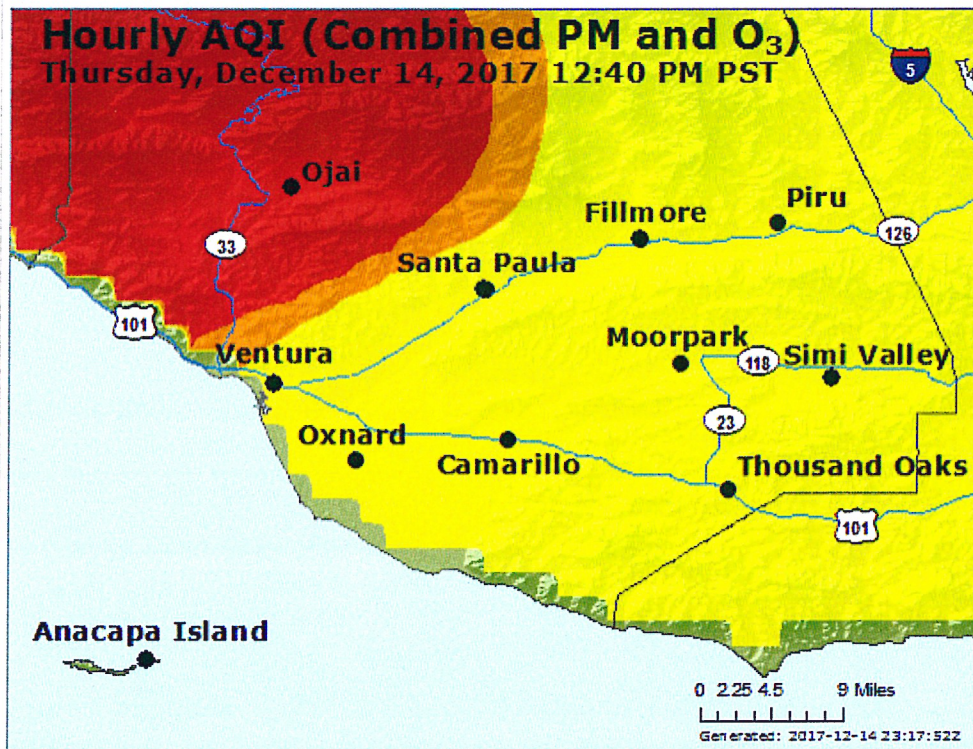 Hourly AQI (Combined PM and O₃)
Thursday, December 14, 2017 12:40 PM PST
5
Ojai
Piru
Fillmore
33
126
Santa Paula
101
Moorpark
Ventura
118
Simi Valley
23
Oxnard
Camarillo
Thousand Oaks
101
Anacapa Island
0 2.25 4.5 9 Miles
Generated: 2017-12-14 23:17:52Z